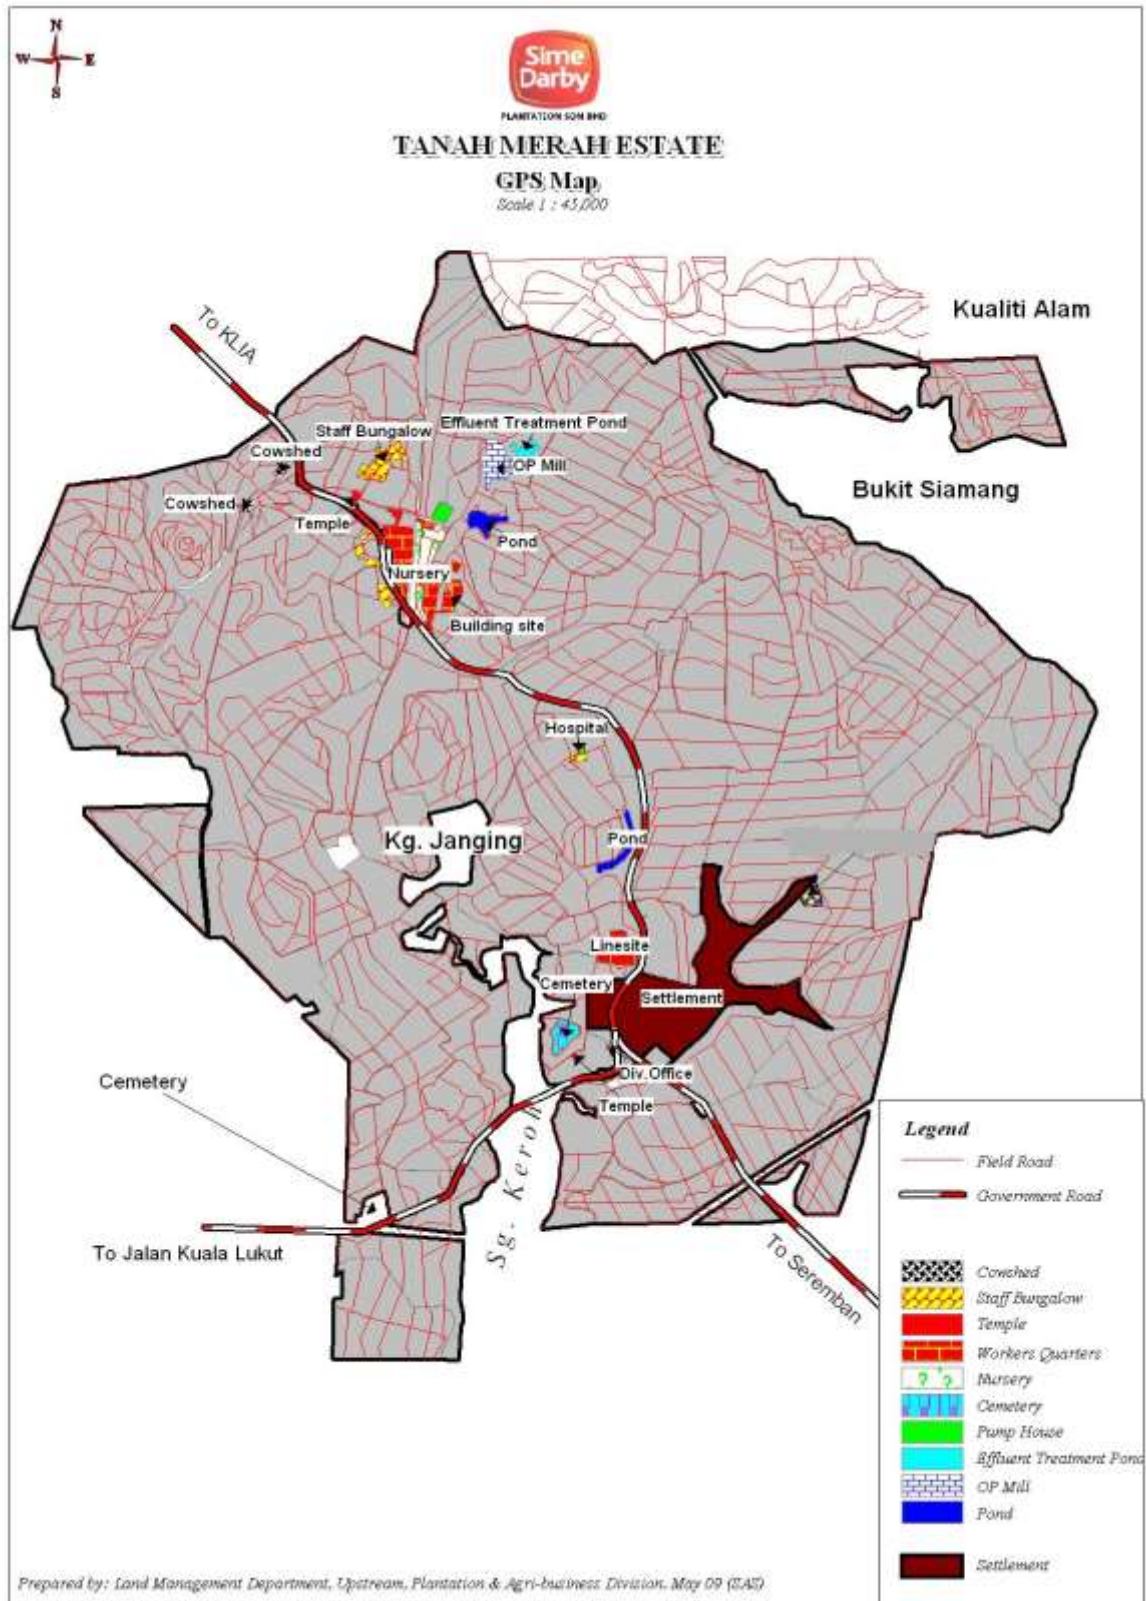 N
W E
S
Sime
Darby
PLANTATION SDN BHD
TANAH MERAH ESTATE
GPS Map
Scale 1 : 45,000
Kualiti Alam
To KLIA
Staff Bungalow
Effluent Treatment Pond
Cowshed
OP Mill
Cowshed
Bukit Siamang
Temple
Pond
Nursery
Building site
Hospital
Kg. Janging
Pond
Linesite
Cemetery
Settlement
Div.Office
Cemetery
Temple
Sg. Keroh
To Jalan Kuala Lukut
To Seremban
Legend
Field Road
Government Road
Cowshed
Staff Bungalow
Temple
Workers Quarters
Nursery
Cemetery
Pump House
Effluent Treatment Pond
OP Mill
Pond
Settlement
Prepared by: Land Management Department, Upstream, Plantation & Agri-business Division. May 09 (ZAZ)